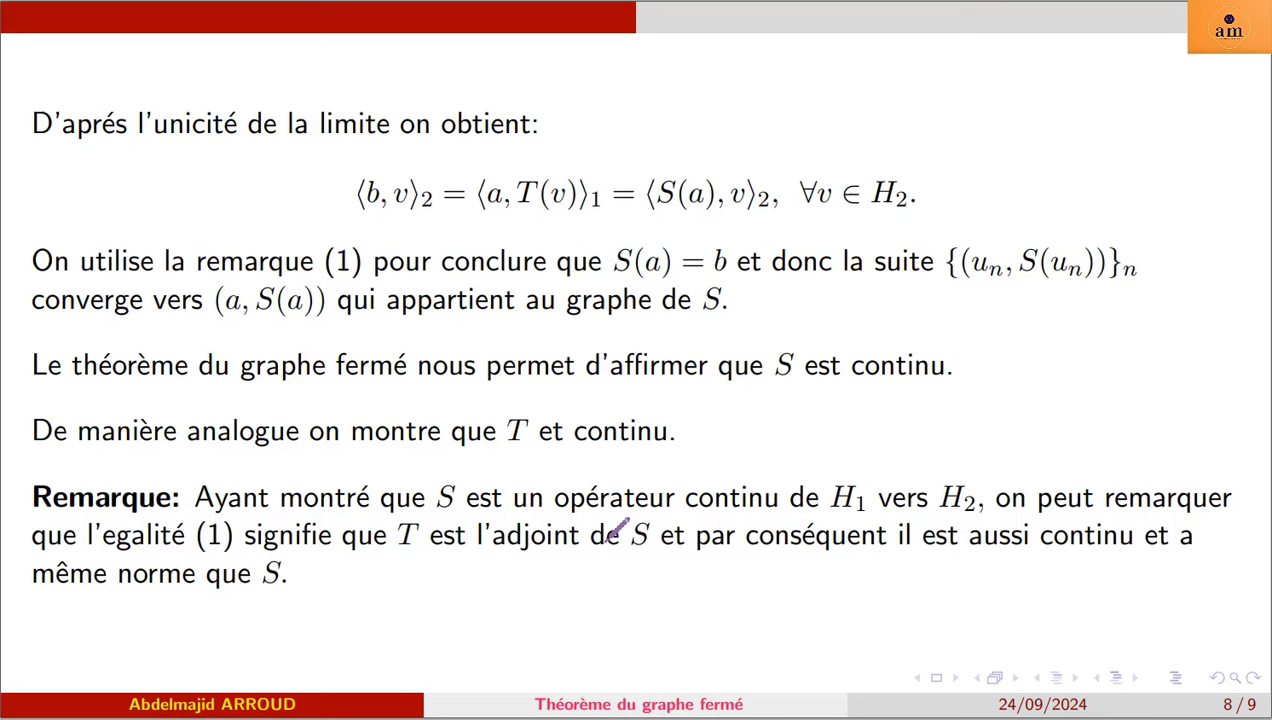 am
D'aprés l'unicité de la limite on obtient:
⟨b, v⟩₂ = ⟨a, T(v)⟩₁ = ⟨S(a), v⟩₂, ∀v ∈ H₂.
On utilise la remarque (1) pour conclure que S(a) = b et donc la suite {(uₙ, S(uₙ))}ₙ
converge vers (a, S(a)) qui appartient au graphe de S.
Le théorème du graphe fermé nous permet d'affirmer que S est continu.
De manière analogue on montre que T et continu.
Remarque: Ayant montré que S est un opérateur continu de H₁ vers H₂, on peut remarquer
que l'egalité (1) signifie que T est l'adjoint de S et par conséquent il est aussi continu et a
même norme que S.
Abdelmajid ARROUD Théorème du graphe fermé 24/09/2024 8 / 9